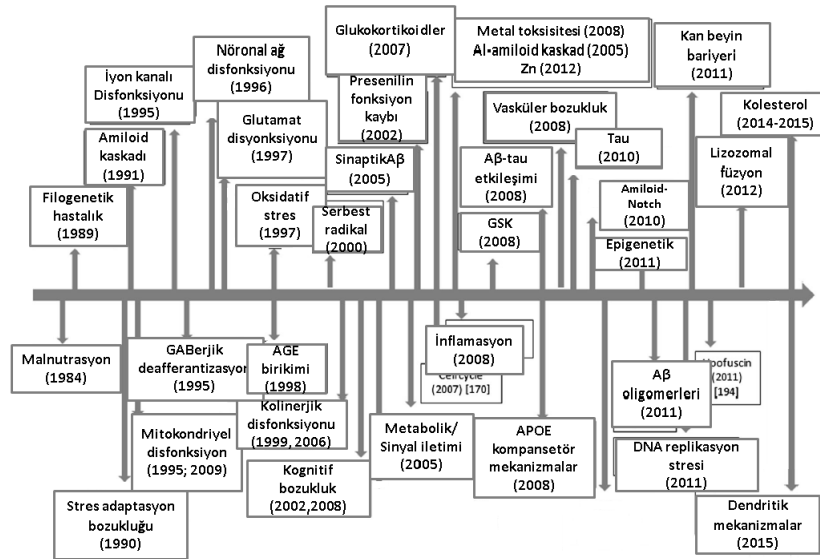 Glukokortikoidler
(2007)
Metal toksisitesi (2008)
Al-amiloid kaskad (2005)
Zn (2012)
Kan beyin
bariyeri
(2011)
Nöronal ağ
disfonksiyonu
(1996)
İyon kanalı
Disfonksiyonu
(1995)
Presenilin
fonksiyon
kaybı
(2002)
Vasküler bozukluk
(2008)
Kolesterol
(2014-2015)
Glutamat
disyonksiyonu
(1997)
Amiloid
kaskadı
(1991)
Tau
(2010)
Lizozomal
füzyon
(2012)
SinaptikAβ
(2005)
Aβ-tau
etkileşimi
(2008)
Filogenetik
hastalık
(1989)
Oksidatif
stres
(1997)
Serbest
radikal
(2000)
GSK
(2008)
Amiloid-
Notch
(2010)
Epigenetik
(2011)
Malnutrasyon
(1984)
GABerjik
deafferantizasyon
(1995)
AGE
birikimi
(1998)
İnflamasyon
(2008)
(2007) [170]
Aβ
oligomerleri
(2011)
(2011)
[194]
Kolinerjik
disfonksiyonu
(1999, 2006)
Mitokondriyel
disfonksiyon
(1995; 2009)
Metabolik/
Sinyal iletimi
(2005)
APOE
kompansetör
mekanizmalar
(2008)
DNA replikasyon
stresi
(2011)
Kognitif
bozukluk
(2002,2008)
Stres adaptasyon
bozukluğu
(1990)
Dendritik
mekanizmalar
(2015)